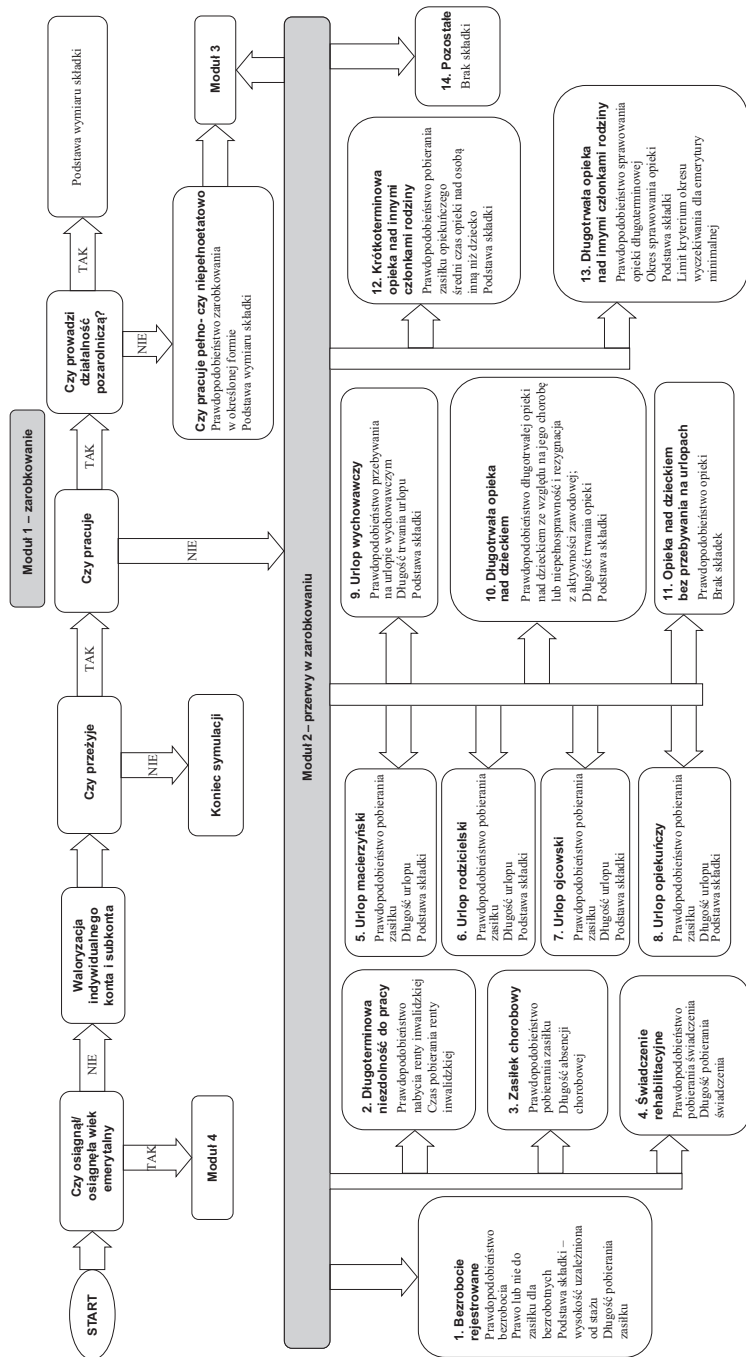 Moduł 1 – zarobkowanie
START
Czy osiągnął/
osiągnęła wiek
emerytalny
NIE
TAK
Moduł 4
Waloryzacja
indywidualnego
konta i subkonta
Czy przeżyje
TAK
NIE
Koniec symulacji
Czy pracuje
TAK
NIE
Czy prowadzi
działalność
pozarolniczą?
TAK
NIE
Podstawa wymiaru składki
Czy pracuje pełno- czy niepełnoetatowo
Prawdopodobieństwo zarobkowania
w określonej formie
Podstawa wymiaru składki
Moduł 3
Moduł 2 – przerwy w zarobkowaniu
1. Bezrobocie
rejestrowane
Prawdopodobieństwo
bezrobocia
Prawo lub nie do
zasiłku dla
bezrobotnych
Podstawa składki –
wysokość uzależniona
od stażu
Długość pobierania
zasiłku
2. Długoterminowa
niezdolność do pracy
Prawdopodobieństwo
nabycia renty inwalidzkiej
Czas pobierania renty
inwalidzkiej
3. Zasiłek chorobowy
Prawdopodobieństwo
pobierania zasiłku
Długość absencji
chorobowej
4. Świadczenie
rehabilitacyjne
Prawdopodobieństwo
pobierania świadczenia
Długość pobierania
świadczenia
5. Urlop macierzyński
Prawdopodobieństwo pobierania
zasiłku
Długość urlopu
Podstawa składki
6. Urlop rodzicielski
Prawdopodobieństwo pobierania
zasiłku
Długość urlopu
Podstawa składki
7. Urlop ojcowski
Prawdopodobieństwo pobierania
zasiłku
Długość urlopu
Podstawa składki
8. Urlop opiekuńczy
Prawdopodobieństwo pobierania
zasiłku
Długość urlopu
Podstawa składki
9. Urlop wychowawczy
Prawdopodobieństwo przebywania
na urlopie wychowawczym
Długość trwania urlopu
Podstawa składki
10. Długotrwała opieka
nad dzieckiem
Prawdopodobieństwo długotrwałej opieki
nad dzieckiem ze względu na jego chorobę
lub niepełnosprawność i rezygnacja
z aktywności zawodowej;
Długość trwania opieki
Podstawa składki
11. Opieka nad dzieckiem
bez przebywania na urlopach
Prawdopodobieństwo opieki
Brak składek
12. Krótkoterminowa
opieka nad innymi
członkami rodziny
Prawdopodobieństwo pobierania
zasiłku opiekuńczego
średni czas opieki nad osobą
inną niż dziecko
Podstawa składki
13. Długotrwała opieka
nad innymi członkami rodziny
Prawdopodobieństwo sprawowania
opieki długoterminowej
Okres sprawowania opieki
Podstawa składki
Limit kryterium okresu
wyczekiwania dla emerytury
minimalnej
14. Pozostałe
Brak składki